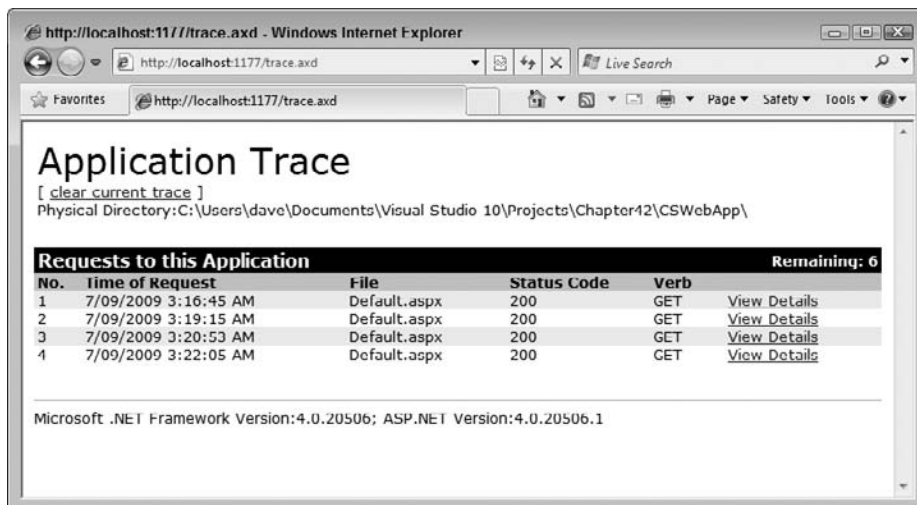 http://localhost:1177/trace.axd - Windows Internet Explorer
http://localhost:1177/trace.axd
Live Search
Favorites http://localhost:1177/trace.axd Page Safety Tools
Application Trace
[ clear current trace ]
Physical Directory:C:\Users\dave\Documents\Visual Studio 10\Projects\Chapter42\CSWebApp\
Requests to this Application Remaining: 6
No. Time of Request File Status Code Verb
1 7/09/2009 3:16:45 AM Default.aspx 200 GET View Details
2 7/09/2009 3:19:15 AM Default.aspx 200 GET View Details
3 7/09/2009 3:20:53 AM Default.aspx 200 GET View Details
4 7/09/2009 3:22:05 AM Default.aspx 200 GET View Details
Microsoft .NET Framework Version:4.0.20506; ASP.NET Version:4.0.20506.1